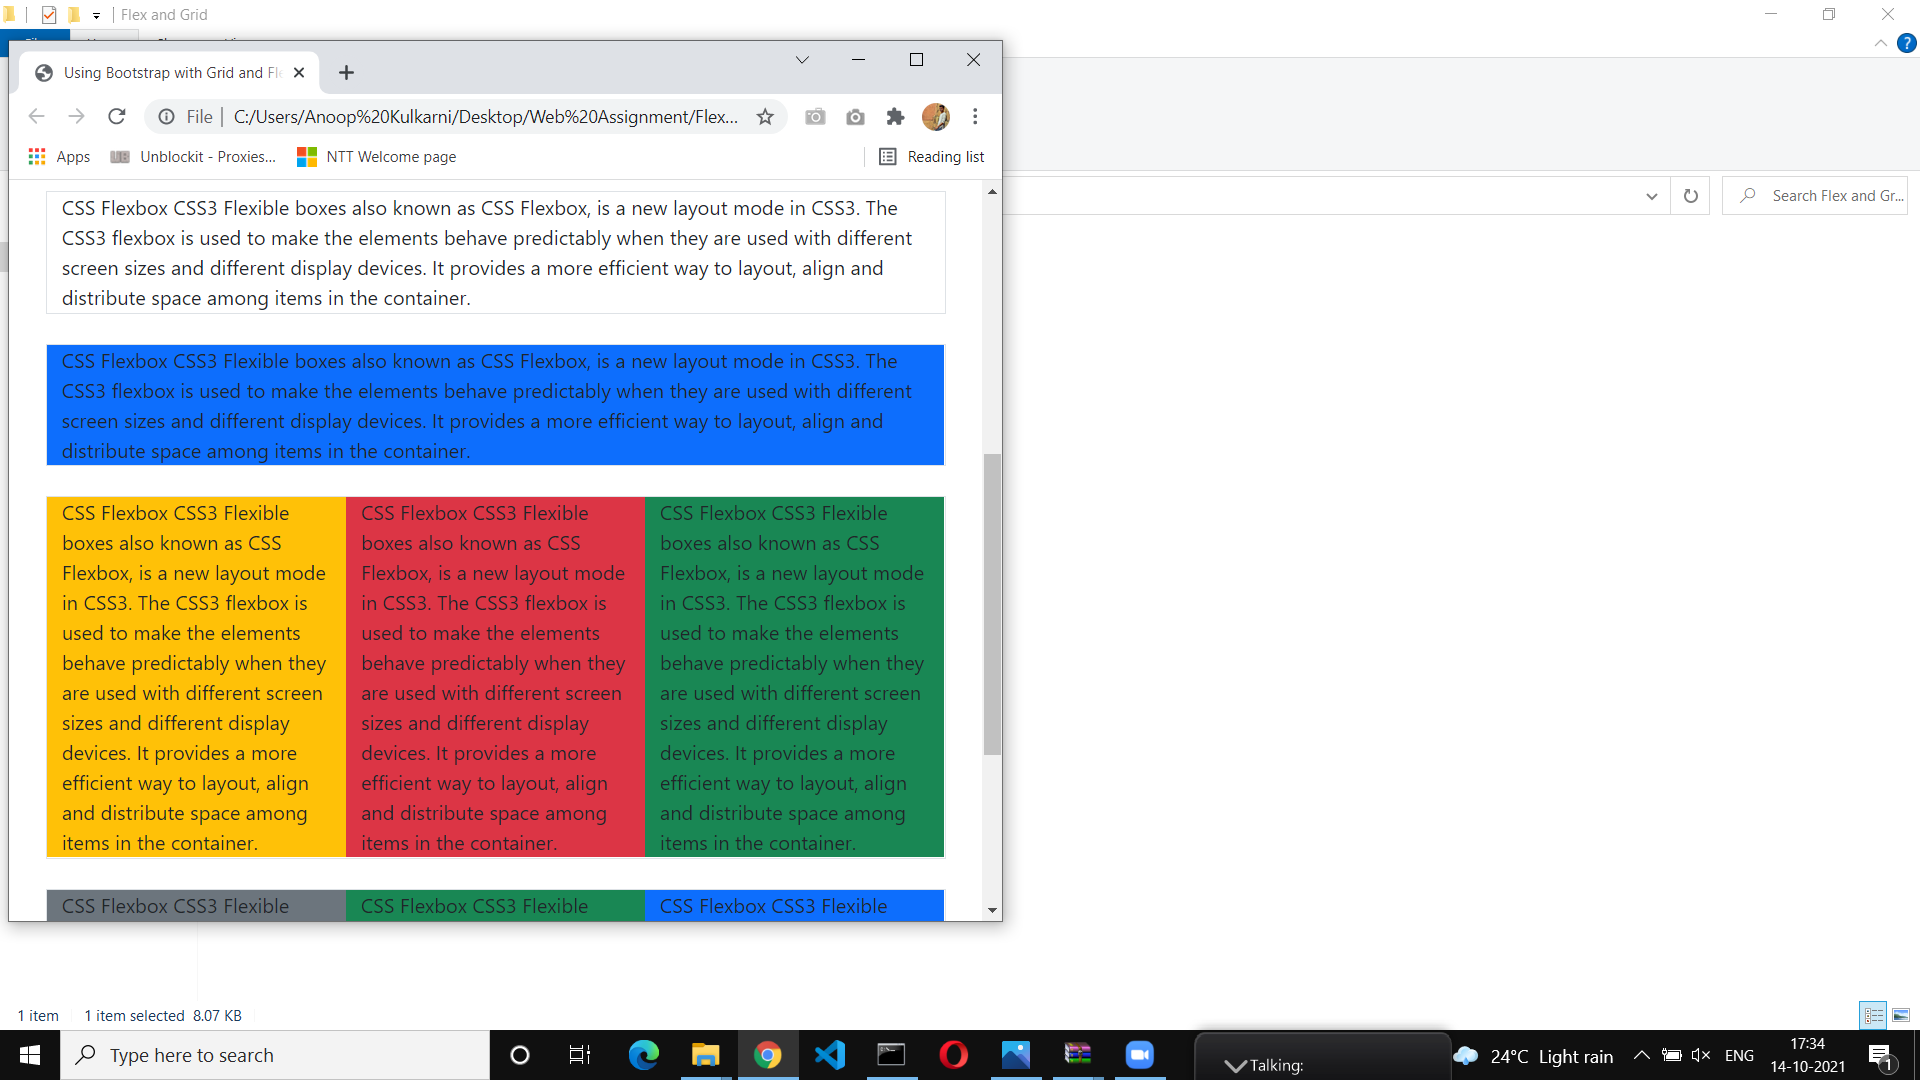 Flex and Grid
Using Bootstrap with Grid and Fle
File
C:/Users/Anoop%20Kulkarni/Desktop/Web%20Assignment/Flex...
Apps
Unblockit - Proxies...
NTT Welcome page
Reading list
Search Flex and Gr...
CSS Flexbox CSS3 Flexible boxes also known as CSS Flexbox, is a new layout mode in CSS3. The
CSS3 flexbox is used to make the elements behave predictably when they are used with different
screen sizes and different display devices. It provides a more efficient way to layout, align and
distribute space among items in the container.
CSS Flexbox CSS3 Flexible boxes also known as CSS Flexbox, is a new layout mode in CSS3. The
CSS3 flexbox is used to make the elements behave predictably when they are used with different
screen sizes and different display devices. It provides a more efficient way to layout, align and
distribute space among items in the container.
CSS Flexbox CSS3 Flexible
boxes also known as CSS
Flexbox, is a new layout mode
in CSS3. The CSS3 flexbox is
used to make the elements
behave predictably when they
are used with different screen
sizes and different display
devices. It provides a more
efficient way to layout, align
and distribute space among
items in the container.
CSS Flexbox CSS3 Flexible
boxes also known as CSS
Flexbox, is a new layout mode
in CSS3. The CSS3 flexbox is
used to make the elements
behave predictably when they
are used with different screen
sizes and different display
devices. It provides a more
efficient way to layout, align
and distribute space among
items in the container.
CSS Flexbox CSS3 Flexible
boxes also known as CSS
Flexbox, is a new layout mode
in CSS3. The CSS3 flexbox is
used to make the elements
behave predictably when they
are used with different screen
sizes and different display
devices. It provides a more
efficient way to layout, align
and distribute space among
items in the container.
CSS Flexbox CSS3 Flexible
CSS Flexbox CSS3 Flexible
CSS Flexbox CSS3 Flexible
1 item
1 item selected 8.07 KB
Type here to search
Talking:
24°C Light rain
ENG
17:34
14-10-2021
1